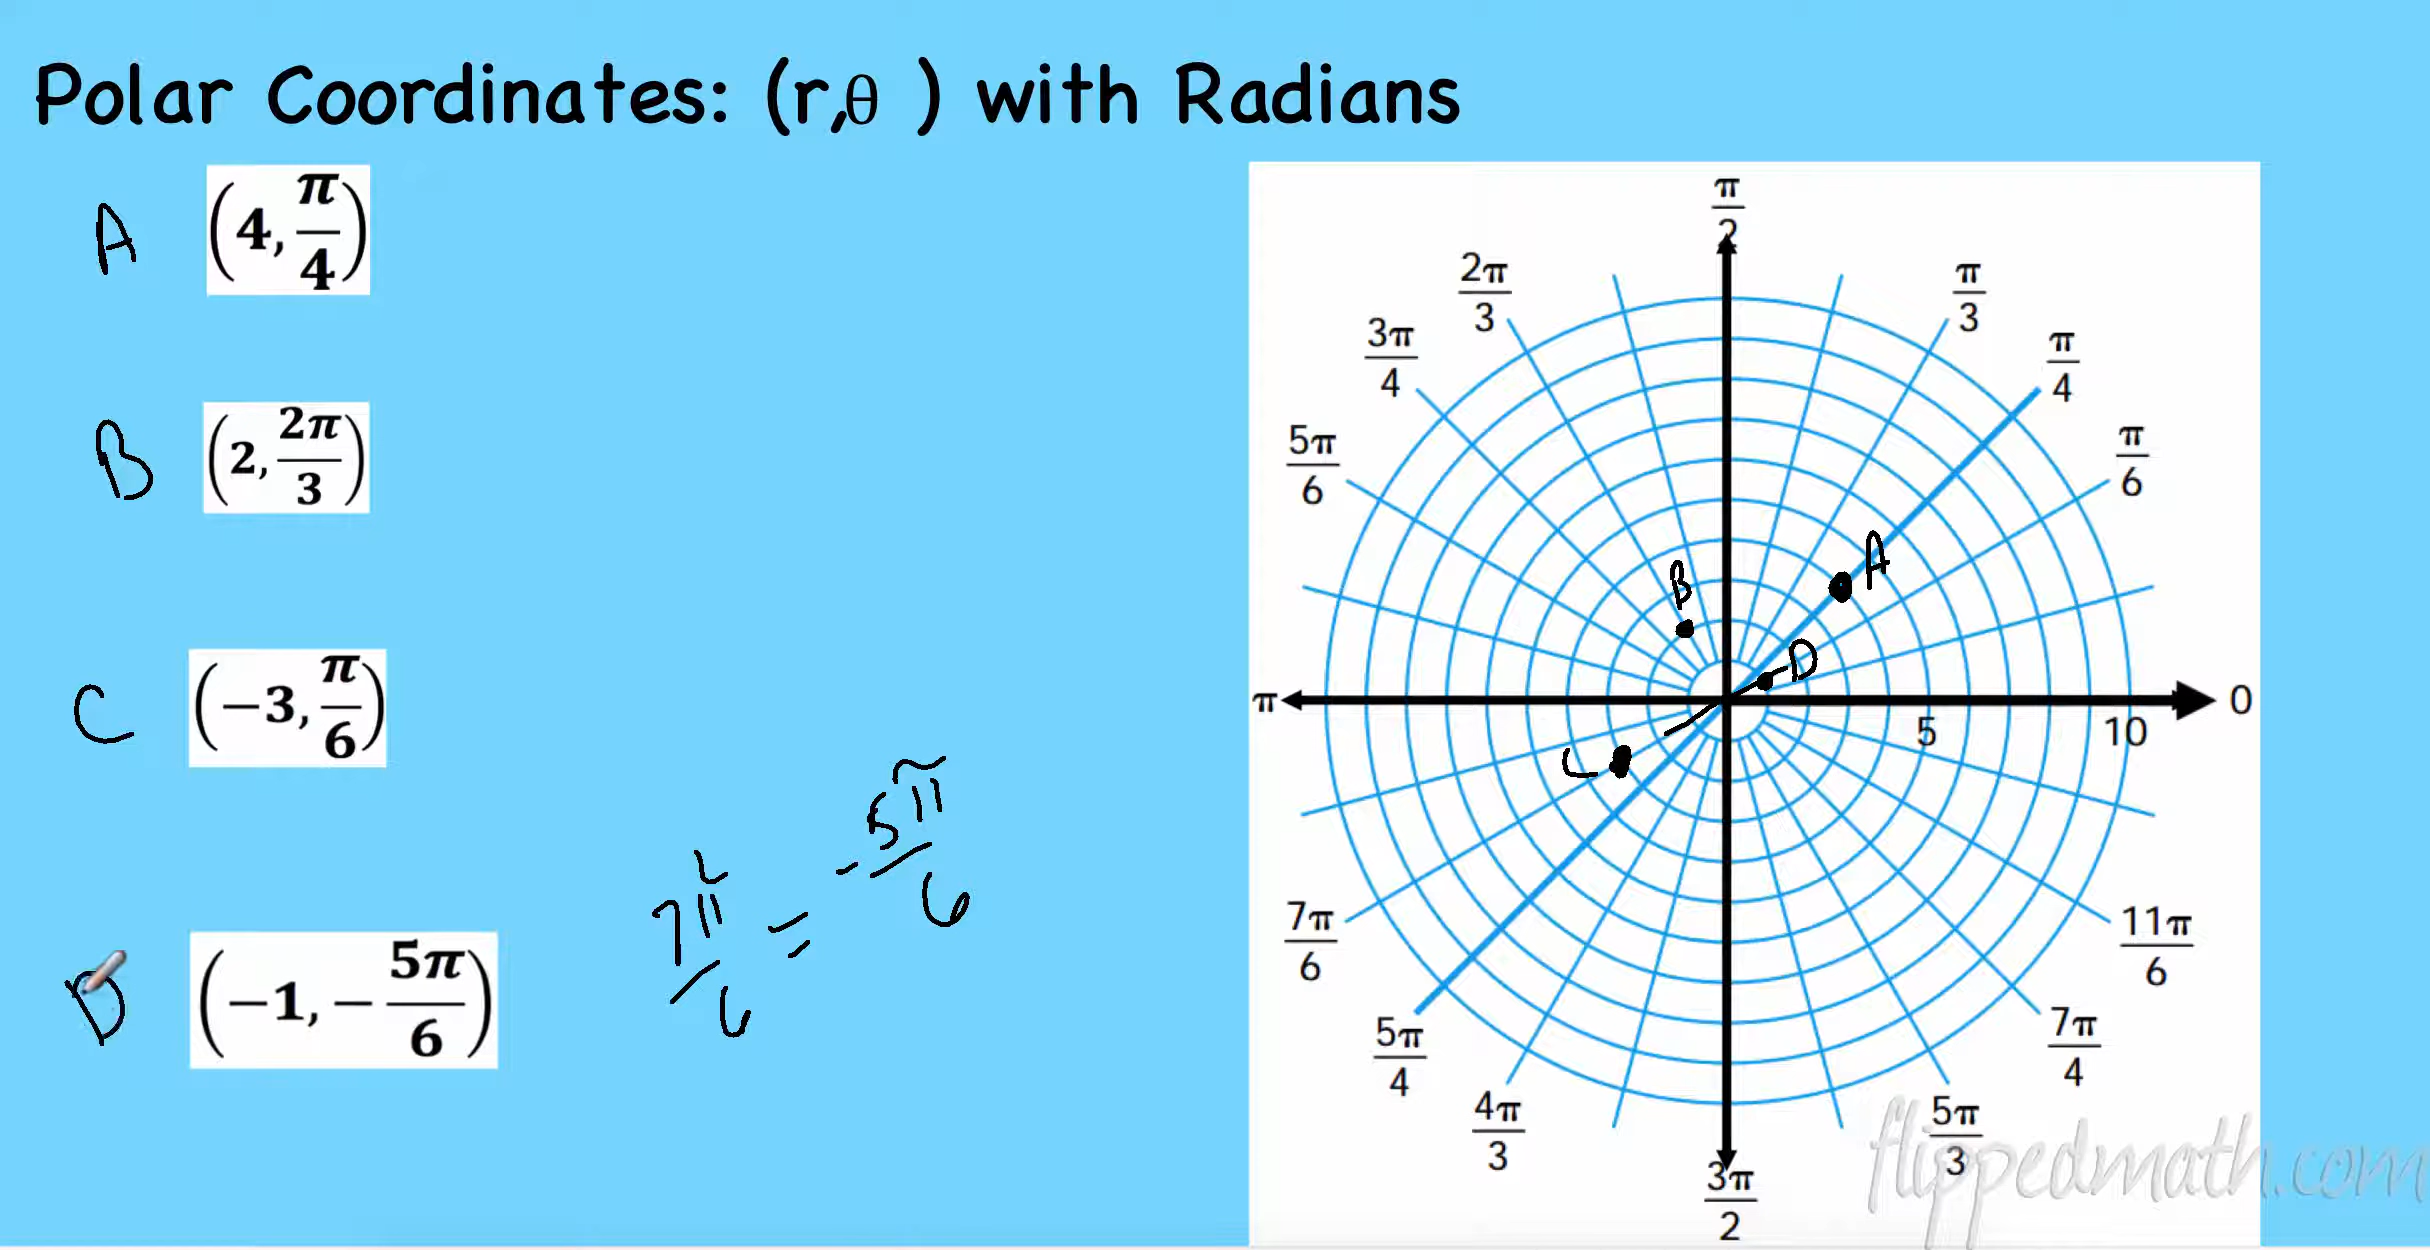 Polar Coordinates: (r,θ ) with Radians
A (4, π/4)
B (2, 2π/3)
C (−3, π/6)
D (−1, −5π/6)
7π/6 = -5π/6
π/2
2π/3
π/3
3π/4
π/4
5π/6
π/6
B
A
D
π
0
5
10
C
7π/6
11π/6
5π/4
7π/4
4π/3
5π/3
3π/2
flippedmath.com